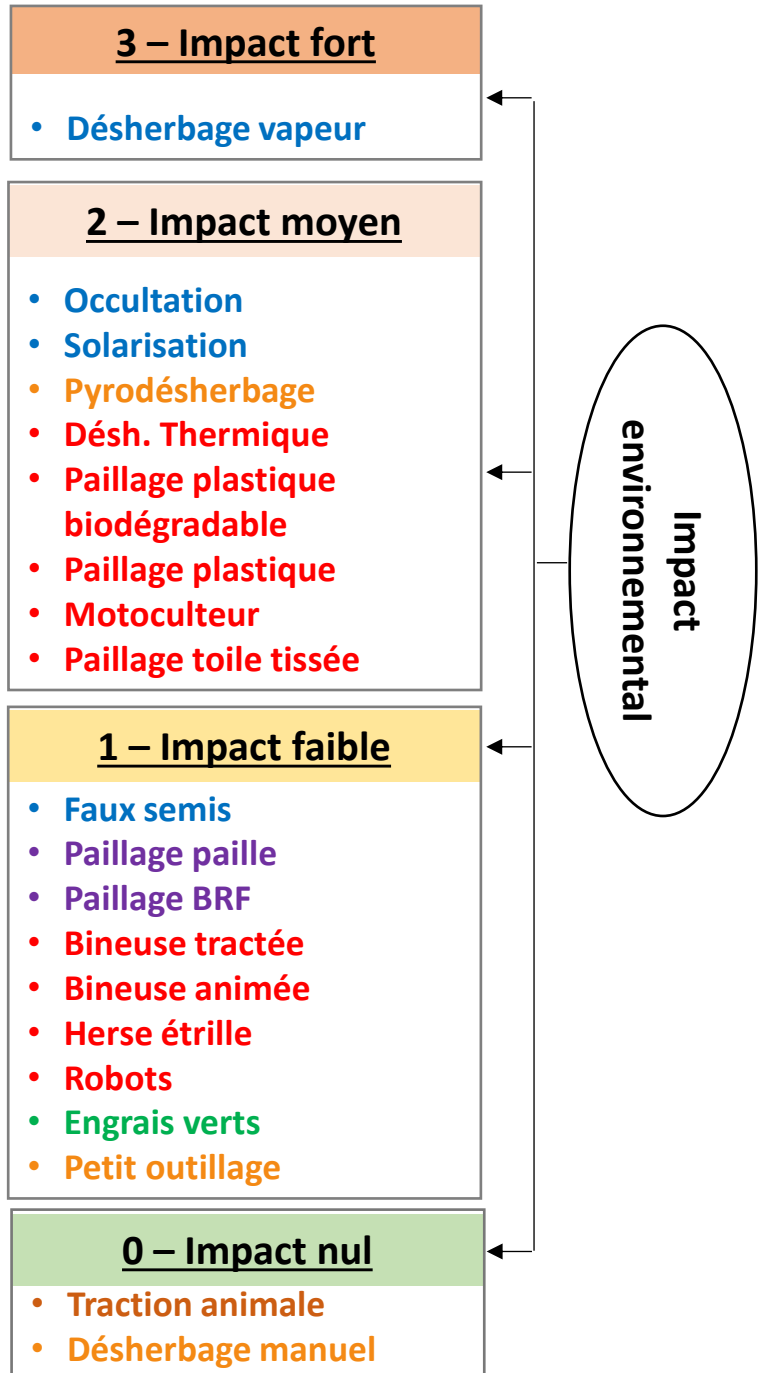 3 – Impact fort
• Désherbage vapeur
2 – Impact moyen
• Occultation
• Solarisation
• Pyrodésherbage
• Désh. Thermique
• Paillage plastique
biodégradable
• Paillage plastique
• Motoculteur
• Paillage toile tissée
1 – Impact faible
• Faux semis
• Paillage paille
• Paillage BRF
• Bineuse tractée
• Bineuse animée
• Herse étrille
• Robots
• Engrais verts
• Petit outillage
0 – Impact nul
• Traction animale
• Désherbage manuel
Impact
environnemental